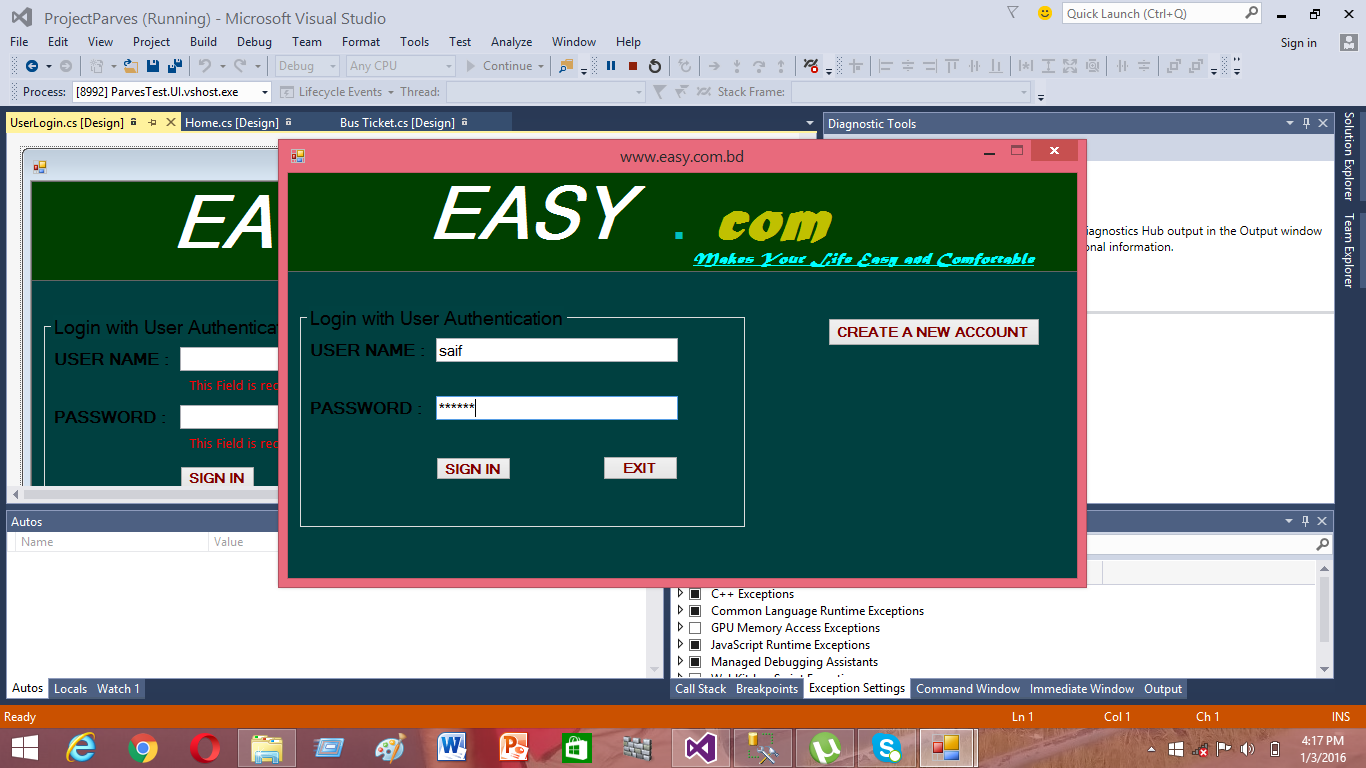 ProjectParves (Running) - Microsoft Visual Studio
Quick Launch (Ctrl+Q)
File Edit View Project Build Debug Team Format Tools Test Analyze Window Help
Sign in
Debug Any CPU Continue
Process: [8992] ParvesTest.UI.vshost.exe Lifecycle Events Thread: Stack Frame:
UserLogin.cs [Design] Home.cs [Design] Bus Ticket.cs [Design]
Diagnostic Tools
Solution Explorer
Team Explorer
www.easy.com.bd
EA
EASY . com
Makes Your Life Easy and Comfortable
iagnostics Hub output in the Output window
onal information.
Login with User Authentica
USER NAME :
This Field is rec
PASSWORD :
This Field is rec
SIGN IN
Login with User Authentication
USER NAME : saif
PASSWORD : ******
SIGN IN EXIT
CREATE A NEW ACCOUNT
Autos
Name Value
C++ Exceptions
Common Language Runtime Exceptions
GPU Memory Access Exceptions
JavaScript Runtime Exceptions
Managed Debugging Assistants
Autos Locals Watch 1
Call Stack Breakpoints Exception Settings Command Window Immediate Window Output
Ready Ln 1 Col 1 Ch 1 INS
4:17 PM
1/3/2016